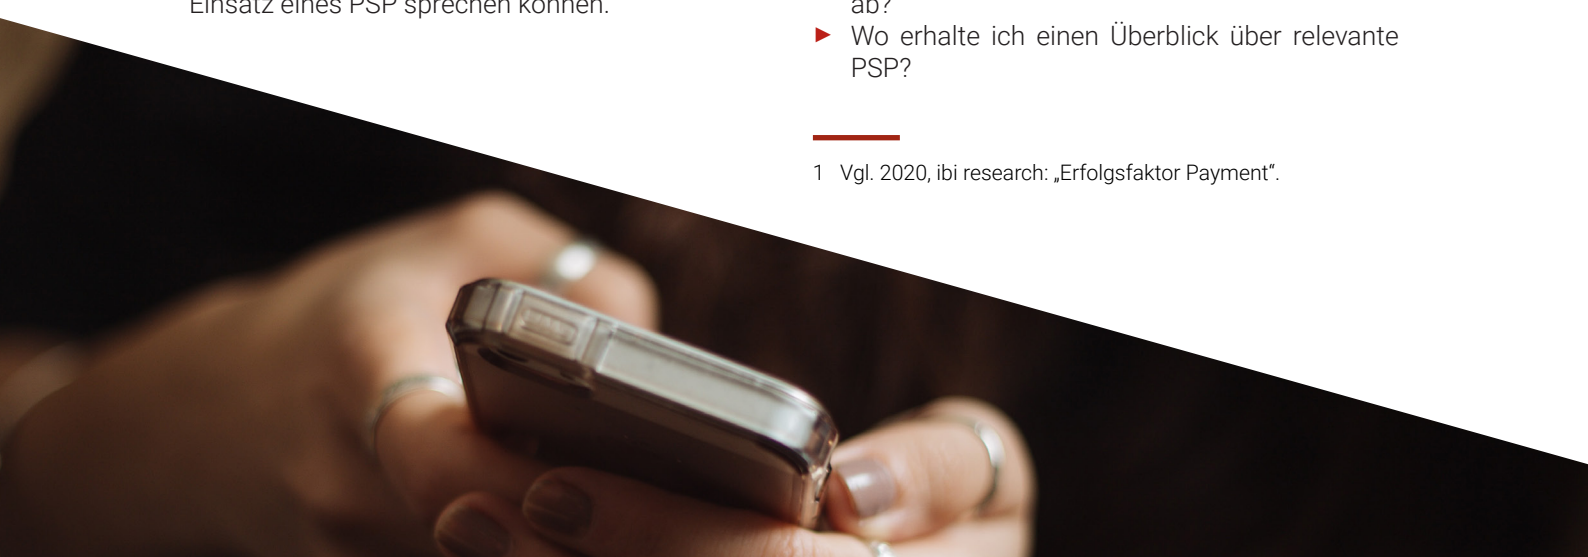 Einsatz eines PSP sprechen können.
ab?
► Wo erhalte ich einen Überblick über relevante
PSP?
1 Vgl. 2020, ibi research: „Erfolgsfaktor Payment“.